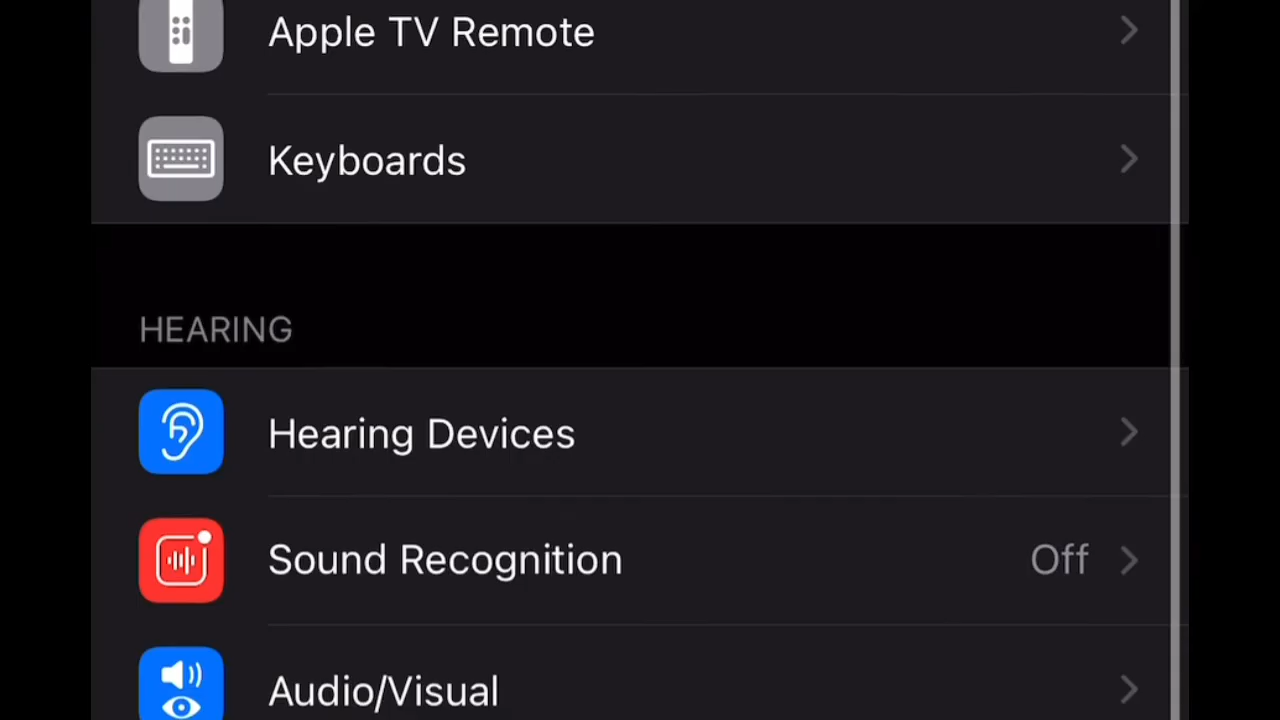 Apple TV Remote
Keyboards
HEARING
Hearing Devices
Sound Recognition Off
Audio/Visual